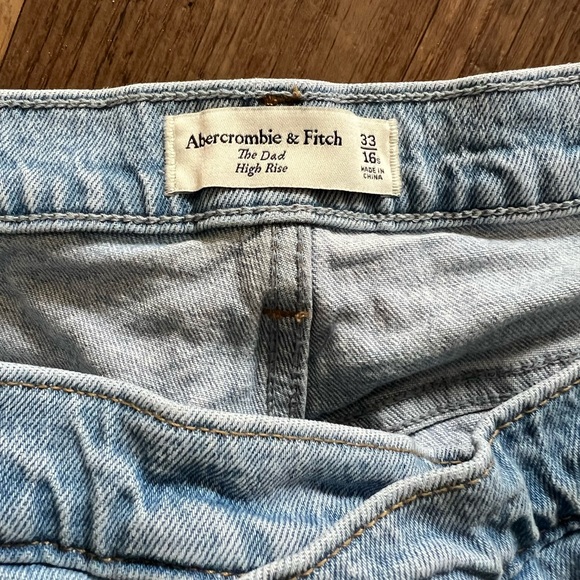 Abercrombie & Fitch
The Dad
High Rise
33
16s
MADE IN
CHINA